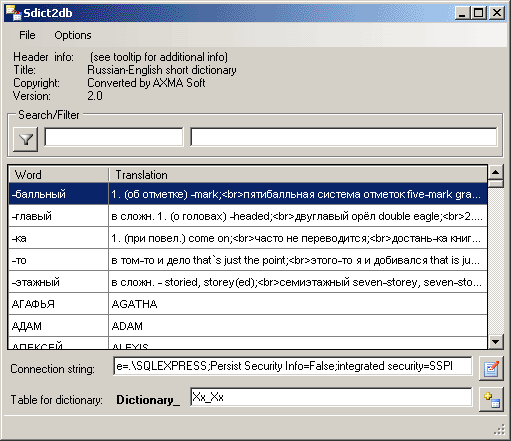 Sdict2db
File Options
Header info: (see tooltip for additional info)
Title: Russian-English short dictionary
Copyright: Converted by AXMA Soft
Version: 2.0
Search/Filter
Word Translation
-балльный 1. (об отметке) -mark;<br>пятибалльная система отметок five-mark gra...
-главый в сложн. 1. (о головах) -headed;<br>двуглавый орёл double eagle;<br>2....
-ка 1. (при повел.) come on;<br>часто не переводится;<br>достань-ка книг...
-то в том-то и дело that`s just the point;<br>этого-то я и добивался that is ju...
-этажный в сложн. - storied, storey(ed);<br>семиэтажный seven-storey, seven-sto...
АГАФЬЯ AGATHA
АДАМ ADAM
АЛЕКСЕЙ ALEXIS
Connection string: e=.\SQLEXPRESS;Persist Security Info=False;integrated security=SSPI
Table for dictionary: Dictionary_ Xx_Xx